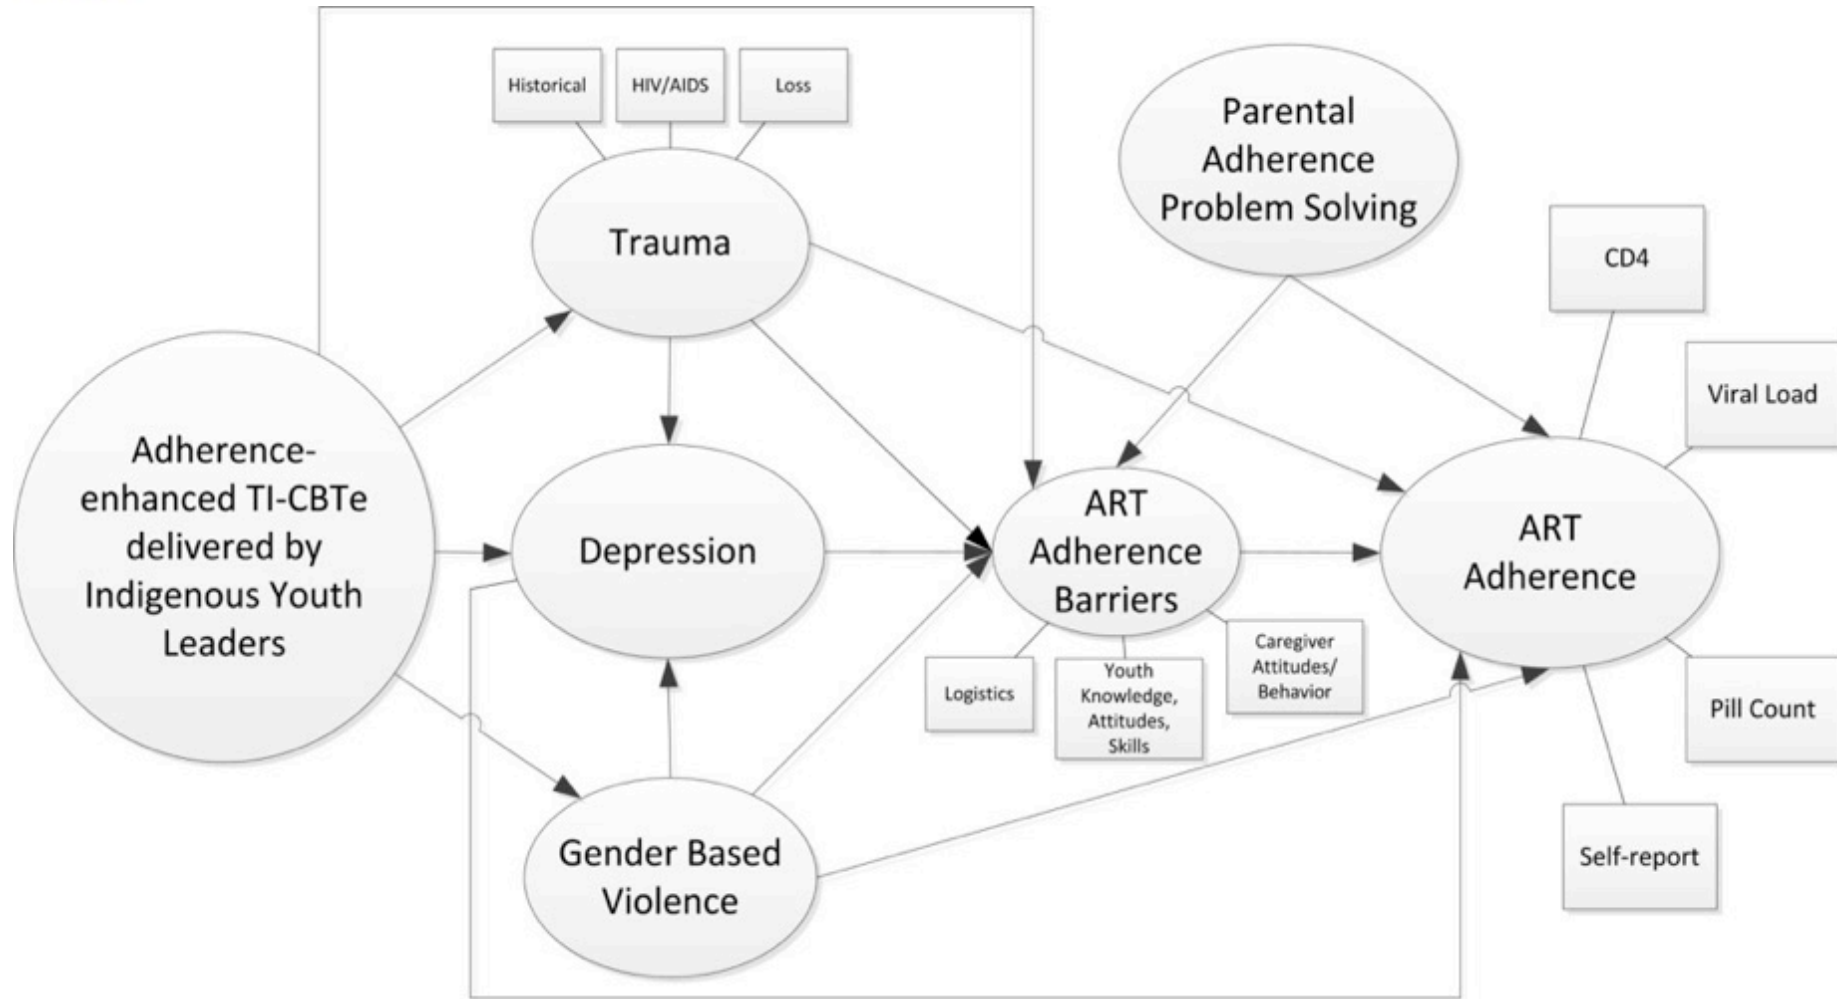 Historical
HIV/AIDS
Loss
Trauma
Parental
Adherence
Problem Solving
CD4
Viral Load
Adherence-
enhanced TI-CBTe
delivered by
Indigenous Youth
Leaders
Depression
ART
Adherence
Barriers
ART
Adherence
Logistics
Youth
Knowledge,
Attitudes,
Skills
Caregiver
Attitudes/
Behavior
Pill Count
Gender Based
Violence
Self-report